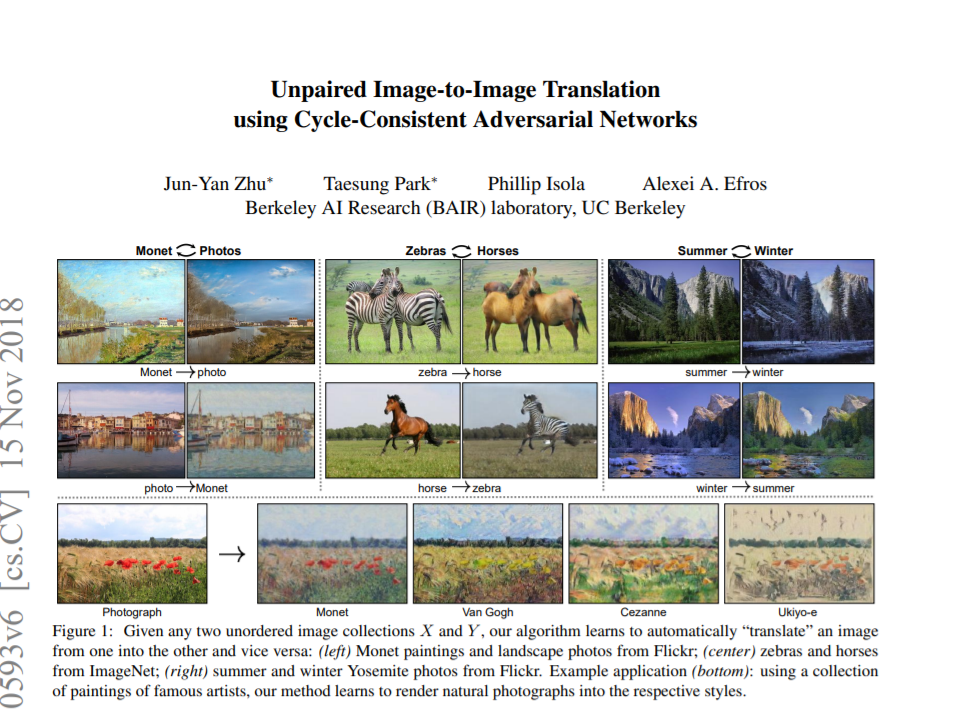 Unpaired Image-to-Image Translation
using Cycle-Consistent Adversarial Networks
Jun-Yan Zhu* Taesung Park* Phillip Isola Alexei A. Efros
Berkeley AI Research (BAIR) laboratory, UC Berkeley
0593v6 [cs.CV] 15 Nov 2018
Monet Photos
Zebras Horses
Summer Winter
Monet → photo
zebra → horse
summer → winter
photo → Monet
horse → zebra
winter → summer
→
Photograph
Monet
Van Gogh
Cezanne
Ukiyo-e
Figure 1: Given any two unordered image collections X and Y, our algorithm learns to automatically “translate” an image
from one into the other and vice versa: (left) Monet paintings and landscape photos from Flickr; (center) zebras and horses
from ImageNet; (right) summer and winter Yosemite photos from Flickr. Example application (bottom): using a collection
of paintings of famous artists, our method learns to render natural photographs into the respective styles.